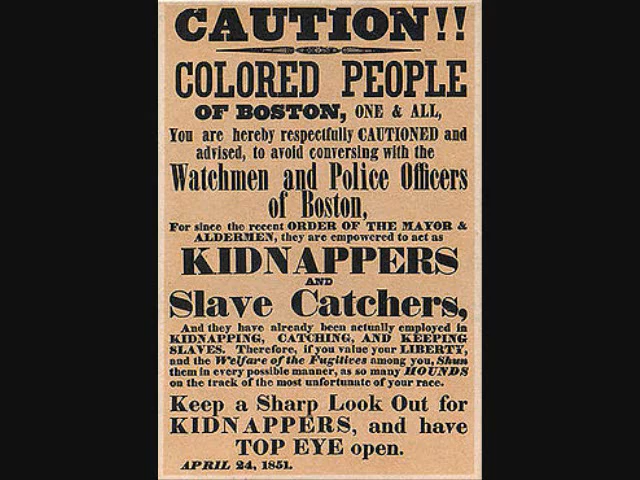 CAUTION!!
COLORED PEOPLE
OF BOSTON, ONE & ALL,
You are hereby respectfully CAUTIONED and
advised, to avoid conversing with the
Watchmen and Police Officers
of Boston,
For since the recent ORDER OF THE MAYOR &
ALDERMEN, they are empowered to act as
KIDNAPPERS
AND
Slave Catchers,
And they have already been actually employed in
KIDNAPPING, CATCHING, AND KEEPING
SLAVES. Therefore, if you value your LIBERTY,
and the Welfare of the Fugitives among you, Shun
them in every possible manner, as so many HOUNDS
on the track of the most unfortunate of your race.
Keep a Sharp Look Out for
KIDNAPPERS, and have
TOP EYE open.
APRIL 24, 1851.